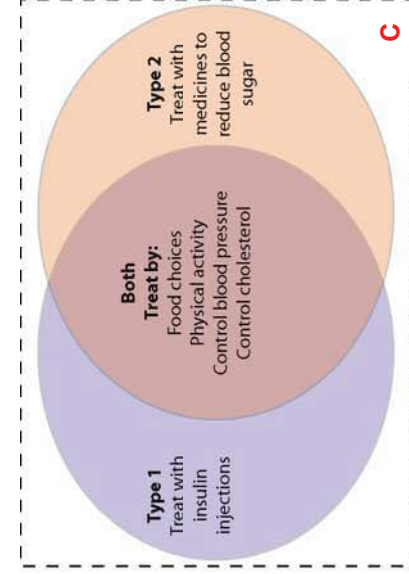 Type 1
Treat with
insulin
injections
Both
Treat by:
Food choices
Physical activity
Control blood pressure
Control cholesterol
Type 2
Treat with
medicines to
reduce blood
sugar
C